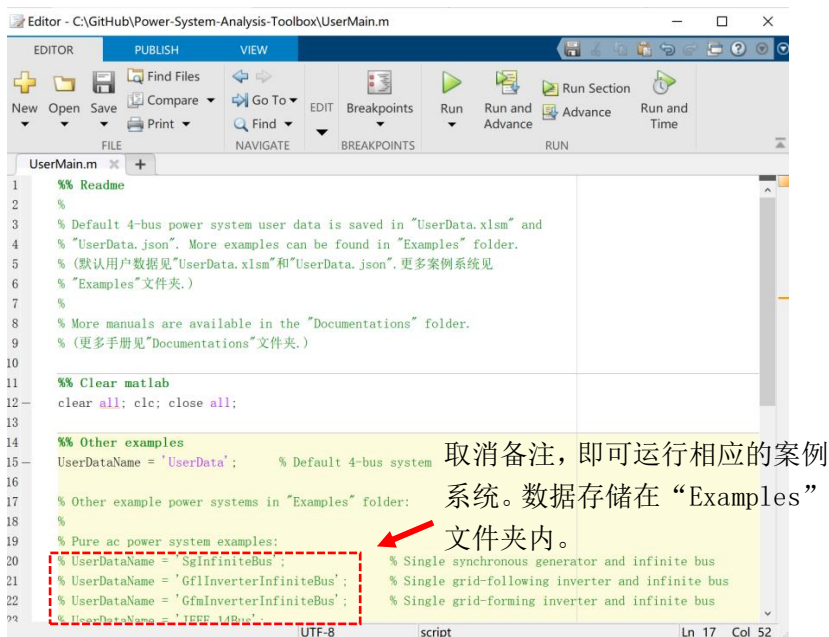 Editor - C:\GitHub\Power-System-Analysis-Toolbox\UserMain.m
EDITOR PUBLISH VIEW
New Open Save Find Files Compare Print Go To Find EDIT Breakpoints Run Run and Advance Run Section Advance Run and Time
FILE NAVIGATE BREAKPOINTS RUN
UserMain.m
1 %% Readme
2 %
3 % Default 4-bus power system user data is saved in "UserData.xlsm" and
4 % "UserData.json". More examples can be found in "Examples" folder.
5 % (默认用户数据见"UserData.xlsm"和"UserData.json".更多案例系统见
6 % "Examples"文件夹.)
7 %
8 % More manuals are available in the "Documentations" folder.
9 % (更多手册见"Documentations"文件夹.)
10
11 %% Clear matlab
12 clear all; clc; close all;
13
14 %% Other examples
15 UserDataName = 'UserData'; % Default 4-bus system
16
17 % Other example power systems in "Examples" folder:
18 %
19 % Pure ac power system examples:
20 % UserDataName = 'SgInfiniteBus'; % Single synchronous generator and infinite bus
21 % UserDataName = 'GflInverterInfiniteBus'; % Single grid-following inverter and infinite bus
22 % UserDataName = 'GfmInverterInfiniteBus'; % Single grid-forming inverter and infinite bus
23 % UserDataName = 'IEEE_14Bus';
取消备注，即可运行相应的案例
系统。数据存储在“Examples”
文件夹内。
UTF-8 script Ln 17 Col 52